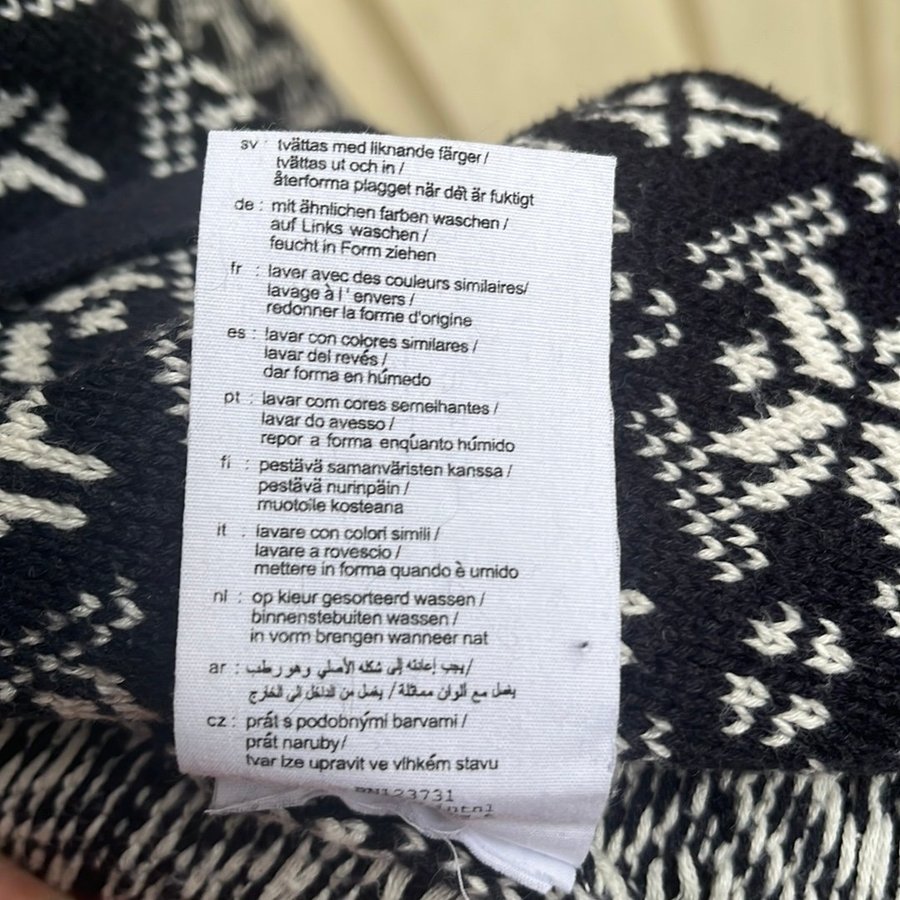 sv : tvättas med liknande färger/
tvättas ut och in /
återforma plagget när dét är fuktigt
de : mit ähnlichen farben waschen /
auf Links waschen /
feucht in Form ziehen
fr : laver avec des couleurs similaires/
lavage à l ' envers /
redonner la forme d'origine
es : lavar con colores similares /
lavar del revés /
dar forma en húmedo
pt : lavar com cores semelhantes /
lavar do avesso /
repor a forma enquanto húmido
fi : pestävä samanväristen kanssa /
pestävä nurinpäin /
muotoile kosteana
it : lavare con colori simili /
lavare a rovescio /
mettere in forma quando è umido
nl : op kleur gesorteerd wassen /
binnenstebuiten wassen /
in vorm brengen wanneer nat
ar : يجب إعادته إلى شكله الأصلي وهو رطب/
يغسل مع ألوان مماثلة / يغسل من الداخل الى الخارج
cz : prát s podobnými barvami /
prát naruby/
tvar lze upravit ve vlhkém stavu
123731